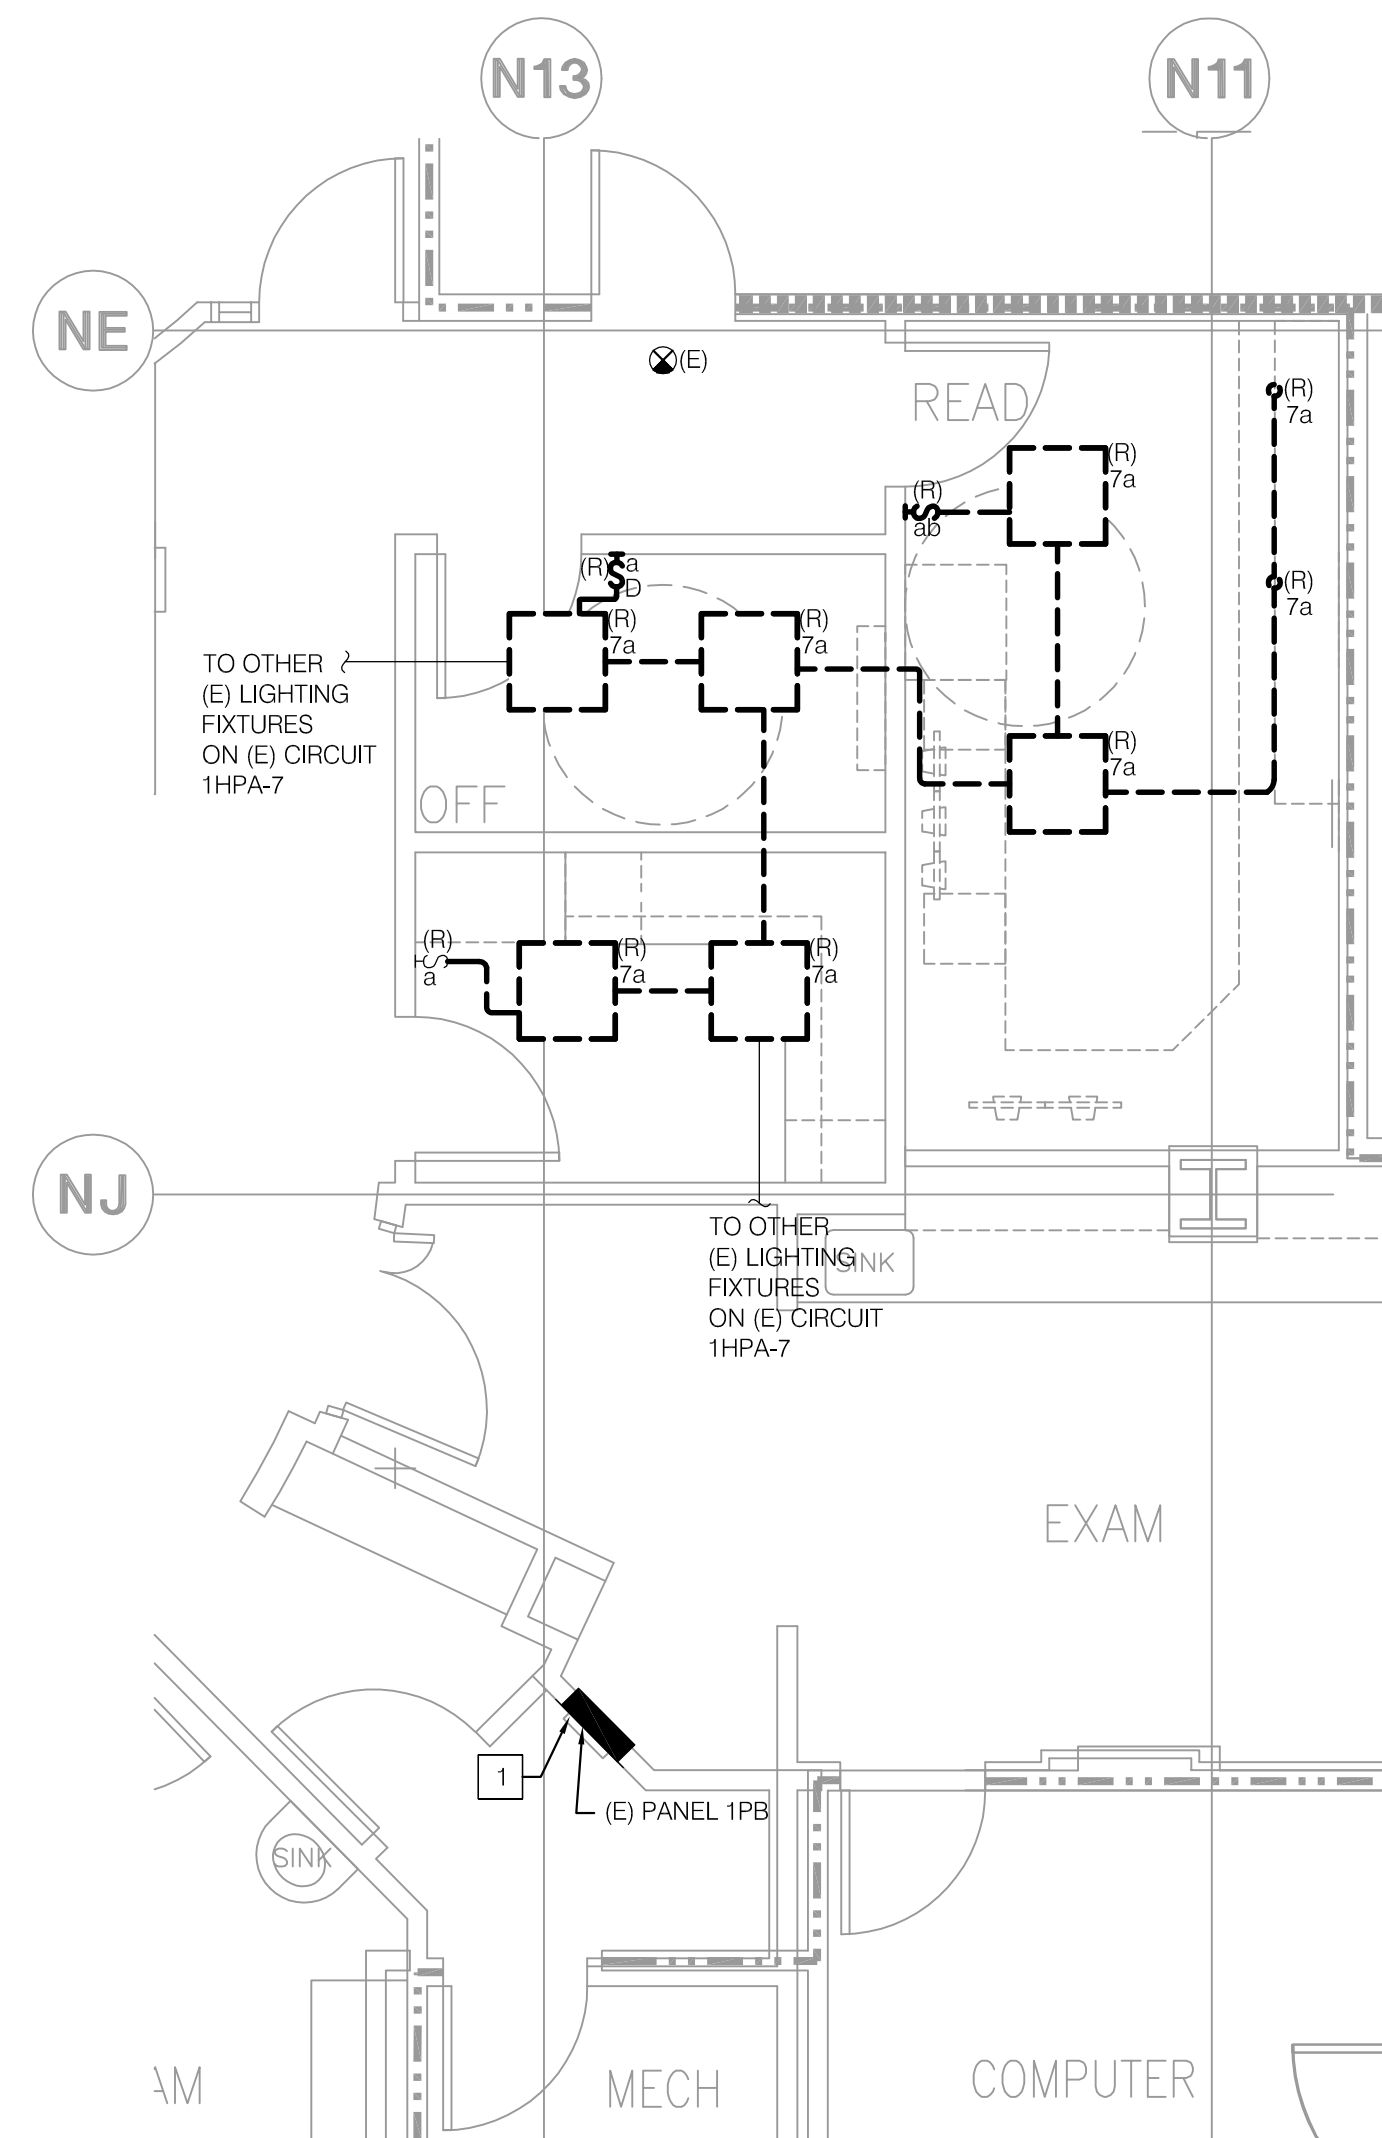 N13
N11
NE
(E)
READ
(R)
7a
(R)
7a
(R)
ab
(R)
a
D
(R)
7a
(R)
7a
(R)
7a
TO OTHER
(E) LIGHTING
FIXTURES
ON (E) CIRCUIT
1HPA-7
(R)
7a
OFF
(R)
a
(R)
7a
(R)
7a
NJ
TO OTHER
(E) LIGHTING
FIXTURES
ON (E) CIRCUIT
1HPA-7
SINK
EXAM
1
(E) PANEL 1PB
SINK
AM
MECH
COMPUTER